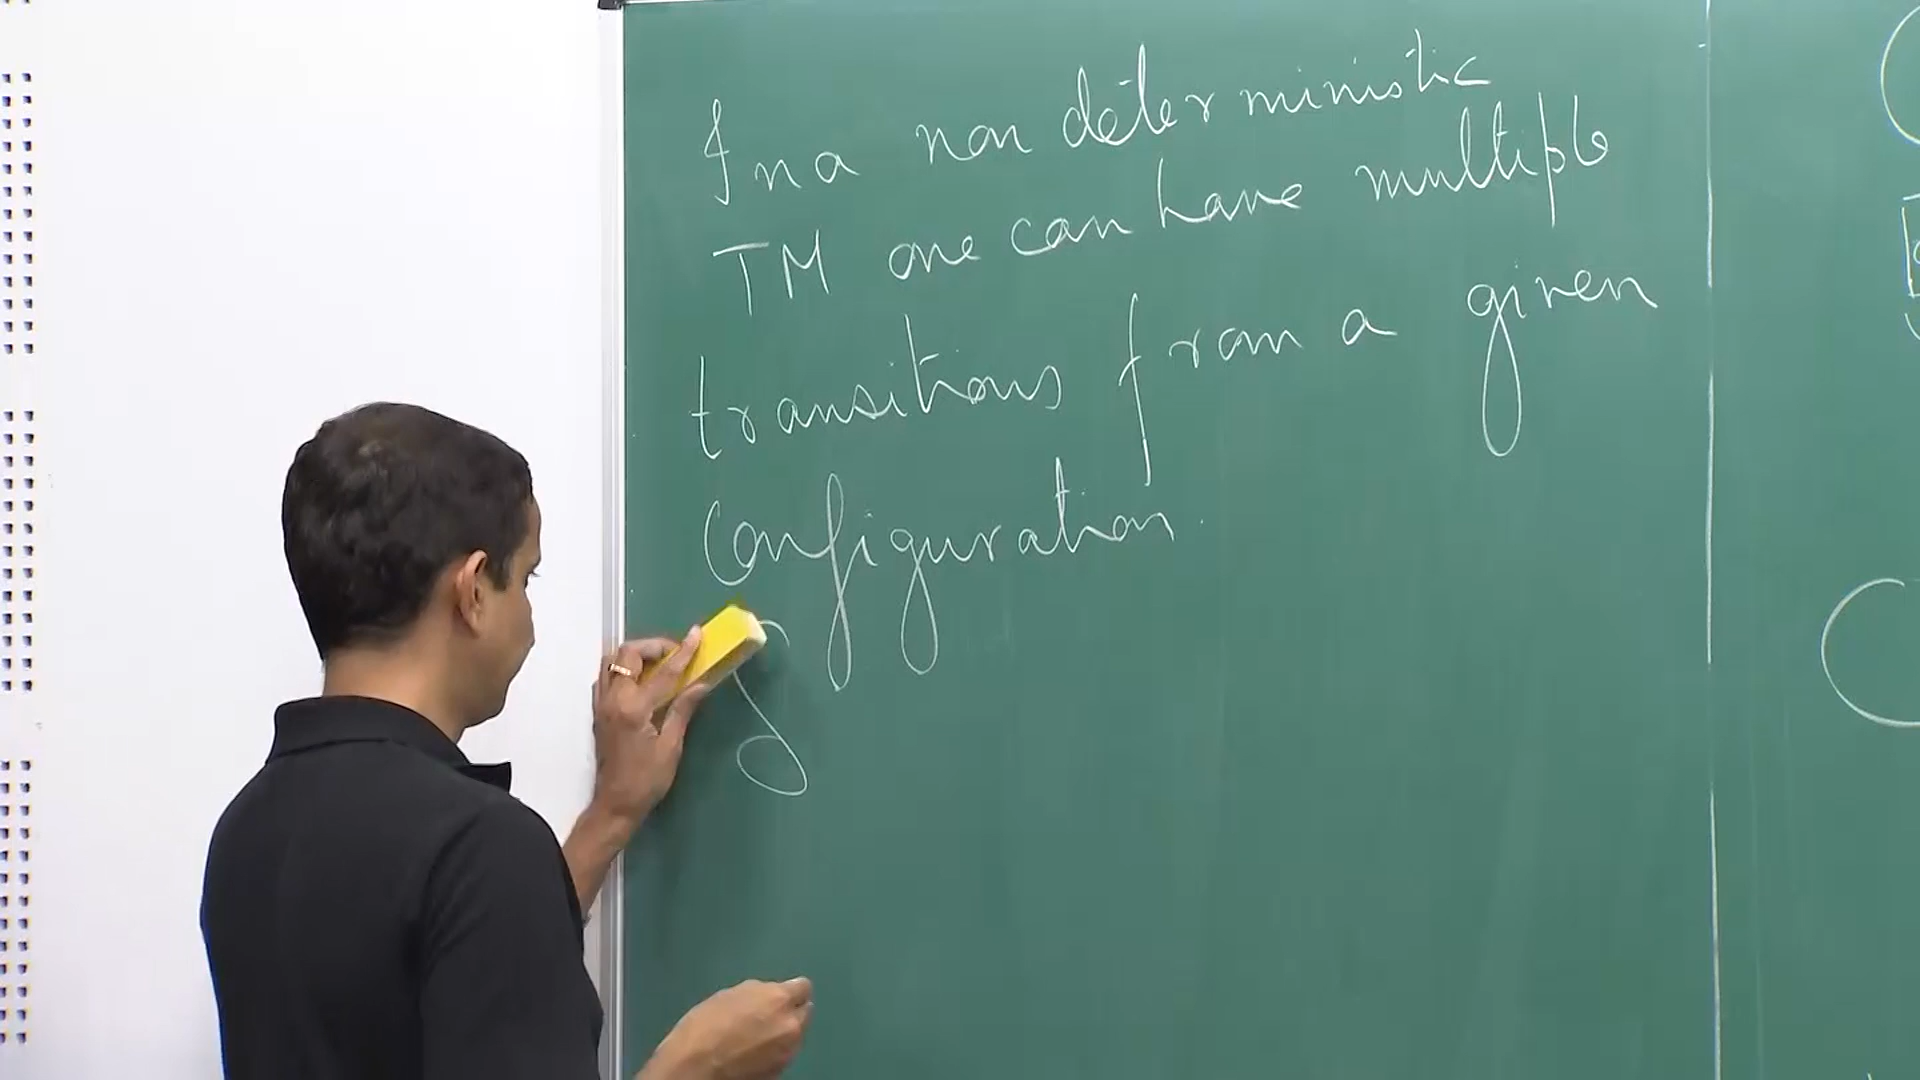 In a non deterministic
TM one can have multiple
transitions from a given
configuration.
δ